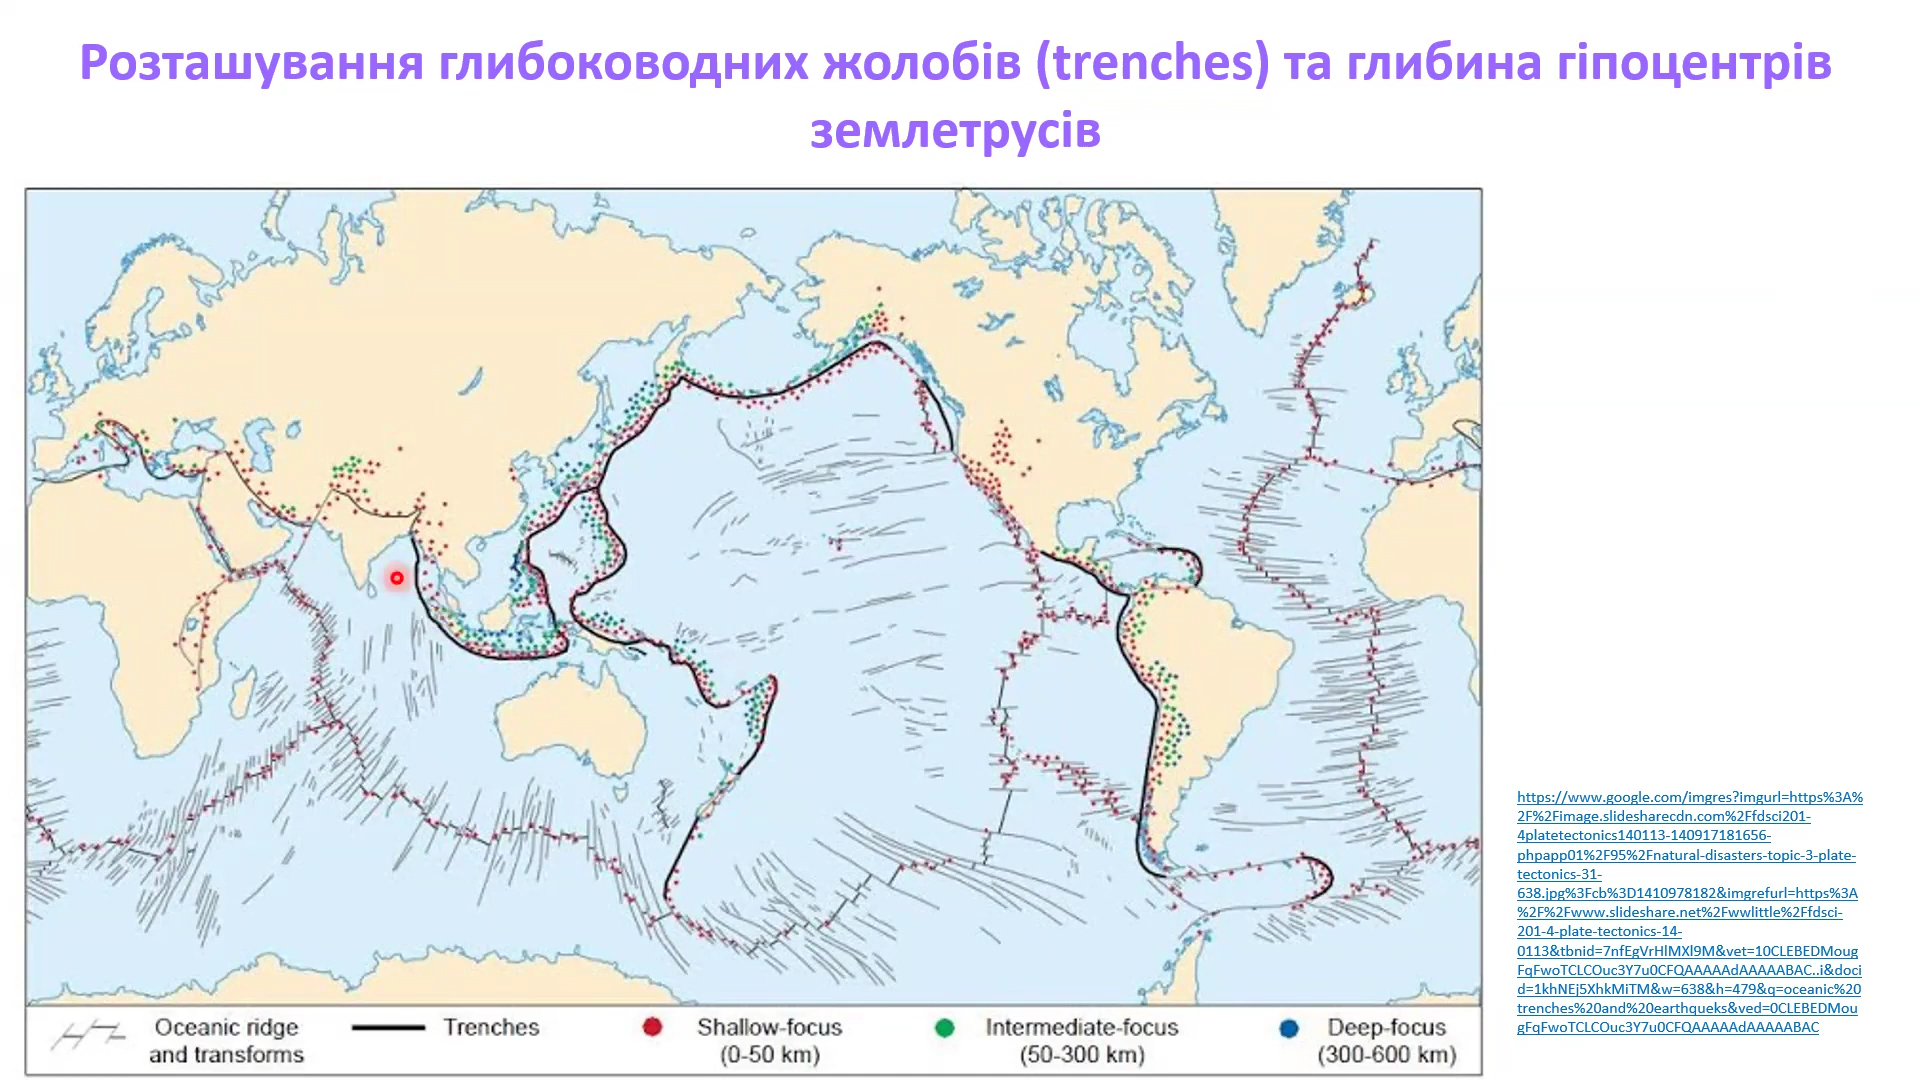 Розташування глибоководних жолобів (trenches) та глибина гіпоцентрів
землетрусів
https://www.google.com/imgres?imgurl=https%3A%
2F%2Fimage.slidesharecdn.com%2Ffdsci201-
4platetectonics140113-140917181656-
phpapp01%2F95%2Fnatural-disasters-topic-3-plate-
tectonics-31-
638.jpg%3Fcb%3D1410978182&imgrefurl=https%3A
%2F%2Fwww.slideshare.net%2Fwwlittle%2Ffdsci-
201-4-plate-tectonics-14-
0113&tbnid=7nfEgVrHlMXl9M&vet=10CLEBEDMoug
FqFwoTCLCOuc3Y7u0CFQAAAAAdAAAAABAC..i&doci
d=1khNEj5XhkMiTM&w=638&h=479&q=oceanic%20
trenches%20and%20earthqueks&ved=0CLEBEDMou
gFqFwoTCLCOuc3Y7u0CFQAAAAAdAAAAABAC
Oceanic ridge
and transforms
Trenches
Shallow-focus
(0-50 km)
Intermediate-focus
(50-300 km)
Deep-focus
(300-600 km)